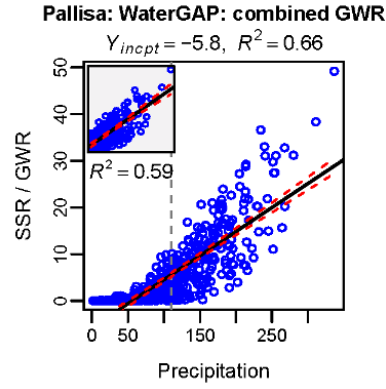 Pallisa: WaterGAP: combined GWR
Y_incpt = −5.8, R² = 0.66
50
40
30
20
10
0
SSR / GWR
R² = 0.59
0 50 150 250
Precipitation